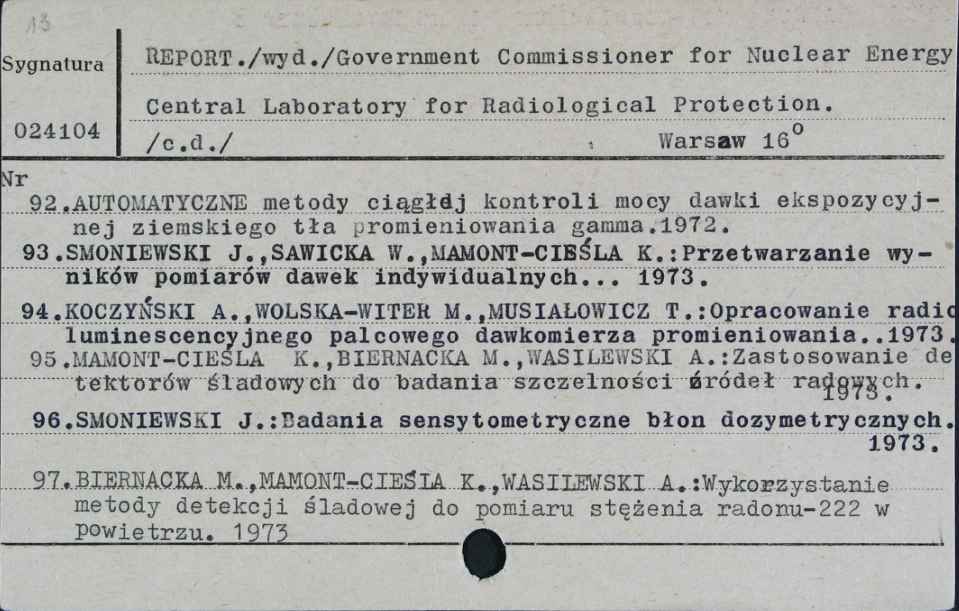 13
Sygnatura
REPORT./wyd./Government Commissioner for Nuclear Energy
Central Laboratory for Radiological Protection.
024104
/c.d./ Warsaw 16°
Nr
92.AUTOMATYCZNE metody ciągłej kontroli mocy dawki ekspozycyj-
nej ziemskiego tła promieniowania gamma.1972.
93.SMONIEWSKI J.,SAWICKA W.,MAMONT-CIEŚLA K.:Przetwarzanie wy-
ników pomiarów dawek indywidualnych... 1973.
94.KOCZYŃSKI A.,WOLSKA-WITER M.,MUSIAŁOWICZ T.:Opracowanie radio
luminescencyjnego palcowego dawkomierza promieniowania..1973.
95.MAMONT-CIEŚLA K.,BIERNACKA M.,WASILEWSKI A.:Zastosowanie de
tektorów śladowych do badania szczelności źródeł radowych.
1973.
96.SMONIEWSKI J.:Badania sensytometryczne błon dozymetrycznych.
1973.
97.BIERNACKA M.,MAMONT-CIEŚLA K.,WASILEWSKI A.:Wykorzystanie
metody detekcji śladowej do pomiaru stężenia radonu-222 w
powietrzu. 1973